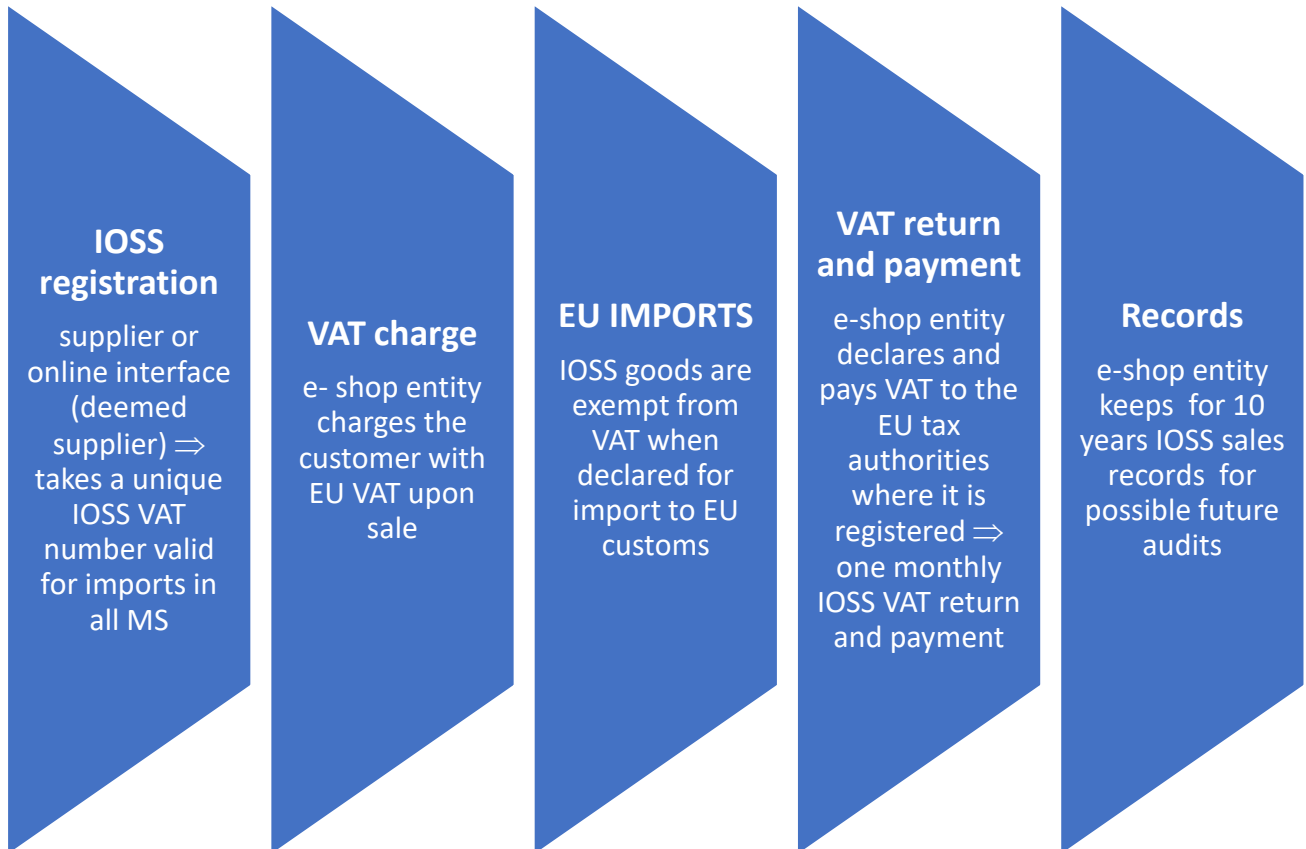 IOSS
registration
supplier or
online interface
(deemed
supplier) ⇒
takes a unique
IOSS VAT
number valid
for imports in
all MS
VAT charge
e- shop entity
charges the
customer with
EU VAT upon
sale
EU IMPORTS
IOSS goods are
exempt from
VAT when
declared for
import to EU
customs
VAT return
and payment
e-shop entity
declares and
pays VAT to the
EU tax
authorities
where it is
registered ⇒
one monthly
IOSS VAT return
and payment
Records
e-shop entity
keeps for 10
years IOSS sales
records for
possible future
audits